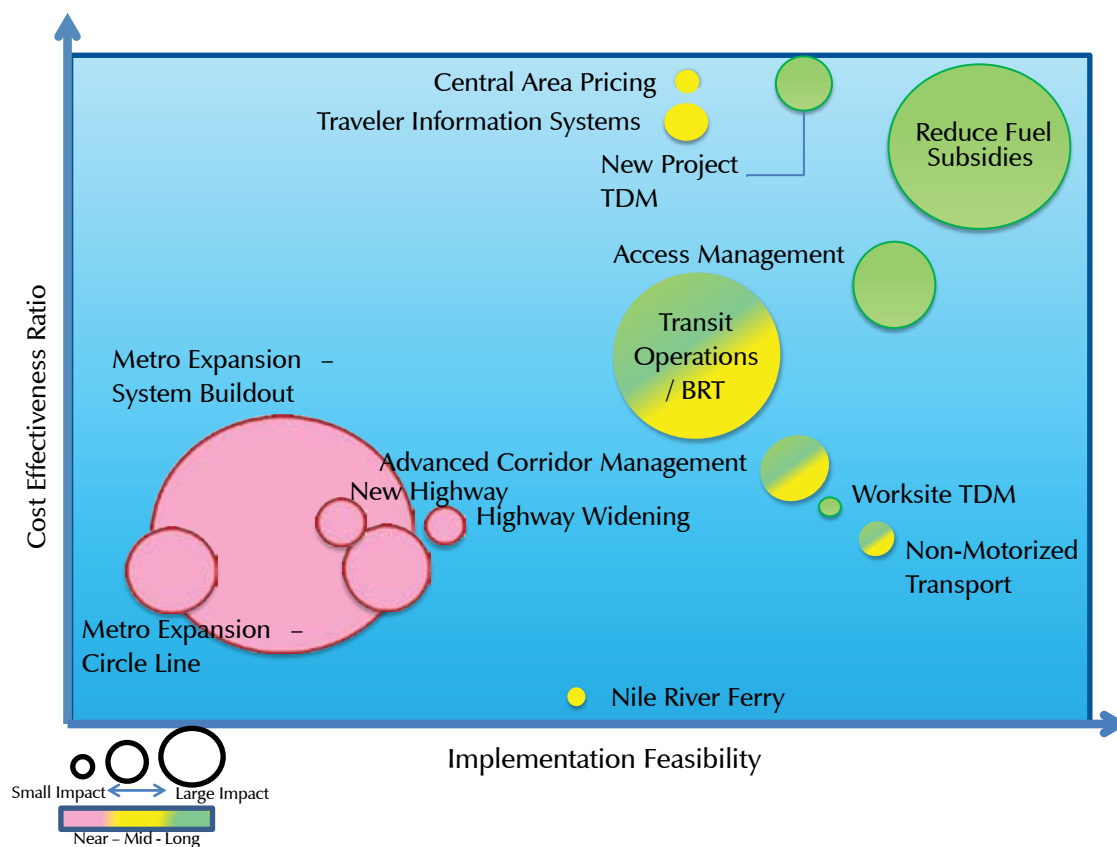 Central Area Pricing
Traveler Information Systems
New Project
TDM
Reduce Fuel
Subsidies
Access Management
Transit
Operations
/ BRT
Metro Expansion –
System Buildout
Advanced Corridor Management
New Highway
Highway Widening
Worksite TDM
Non-Motorized
Transport
Metro Expansion –
Circle Line
Nile River Ferry
Cost Effectiveness Ratio
Implementation Feasibility
Small Impact
Large Impact
Near – Mid - Long